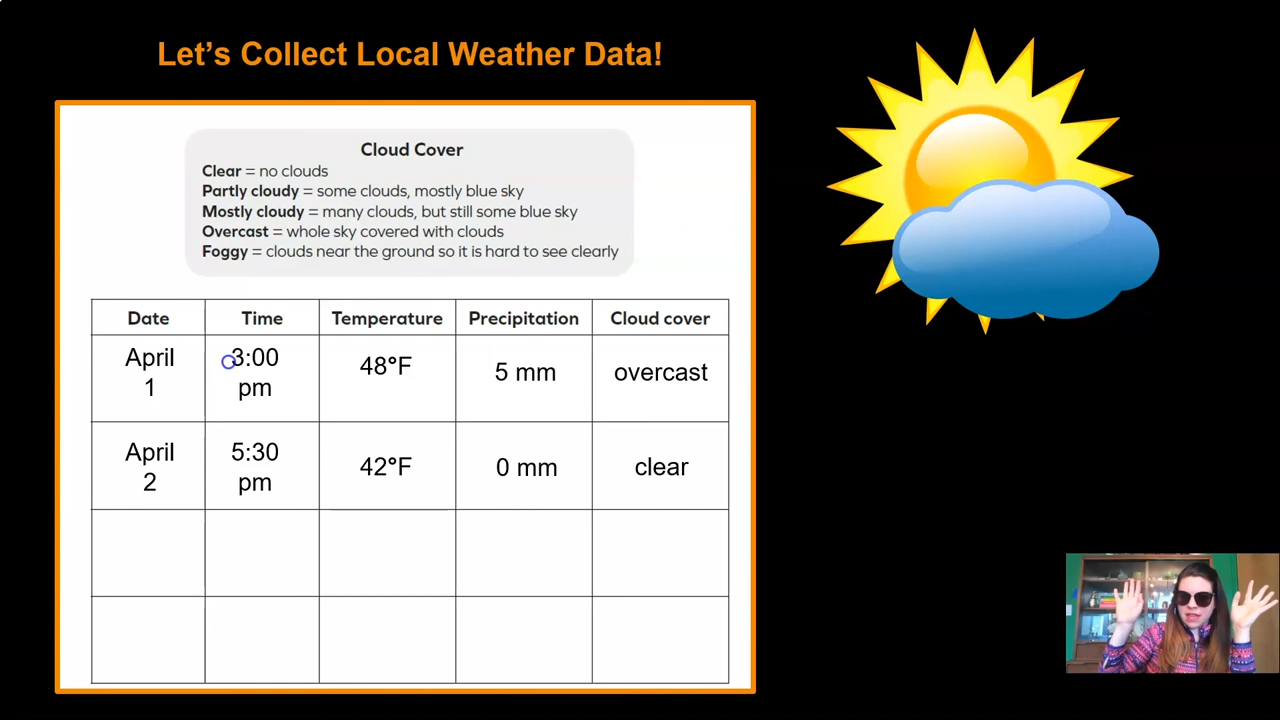 Let’s Collect Local Weather Data!
Cloud Cover
Clear = no clouds
Partly cloudy = some clouds, mostly blue sky
Mostly cloudy = many clouds, but still some blue sky
Overcast = whole sky covered with clouds
Foggy = clouds near the ground so it is hard to see clearly
Date Time Temperature Precipitation Cloud cover
April 1 3:00 pm 48°F 5 mm overcast
April 2 5:30 pm 42°F 0 mm clear